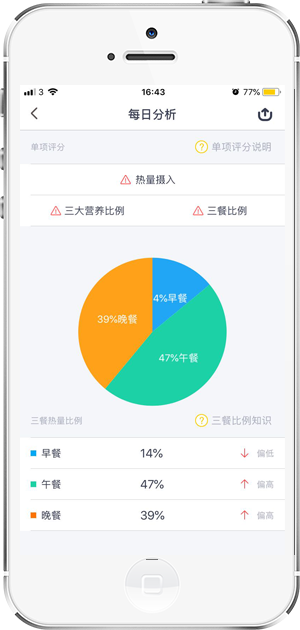 3 16:43 77%
每日分析
单项评分 ? 单项评分说明
热量摄入
三大营养比例 三餐比例
4%早餐
39%晚餐
47%午餐
三餐热量比例 ? 三餐比例知识
早餐 14% ↓ 偏低
午餐 47% ↑ 偏高
晚餐 39% ↑ 偏高